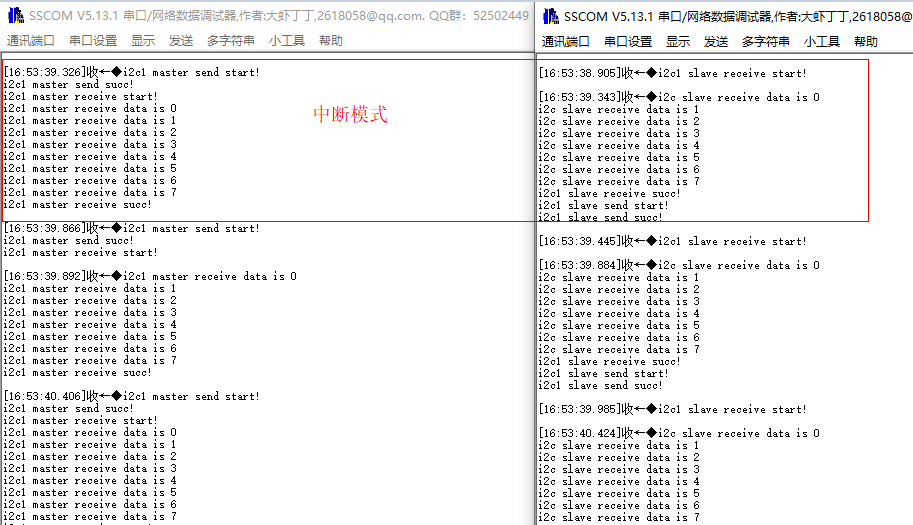 SSCOM V5.13.1 串口/网络数据调试器,作者:大虾丁丁,2618058@qq.com. QQ群: 52502449
通讯端口 串口设置 显示 发送 多字符串 小工具 帮助
[16:53:39.326]收←◆i2c1 master send start!
i2c1 master send succ!
i2c1 master receive start!
i2c1 master receive data is 0
i2c1 master receive data is 1
i2c1 master receive data is 2
i2c1 master receive data is 3
i2c1 master receive data is 4
i2c1 master receive data is 5
i2c1 master receive data is 6
i2c1 master receive data is 7
i2c1 master receive succ!
中断模式
[16:53:39.866]收←◆i2c1 master send start!
i2c1 master send succ!
i2c1 master receive start!
[16:53:39.892]收←◆i2c1 master receive data is 0
i2c1 master receive data is 1
i2c1 master receive data is 2
i2c1 master receive data is 3
i2c1 master receive data is 4
i2c1 master receive data is 5
i2c1 master receive data is 6
i2c1 master receive data is 7
i2c1 master receive succ!
[16:53:40.406]收←◆i2c1 master send start!
i2c1 master send succ!
i2c1 master receive start!
i2c1 master receive data is 0
i2c1 master receive data is 1
i2c1 master receive data is 2
i2c1 master receive data is 3
i2c1 master receive data is 4
i2c1 master receive data is 5
i2c1 master receive data is 6
i2c1 master receive data is 7
SSCOM V5.13.1 串口/网络数据调试器,作者:大虾丁丁,2618058@
通讯端口 串口设置 显示 发送 多字符串 小工具 帮助
[16:53:38.905]收←◆i2c1 slave receive start!
[16:53:39.343]收←◆i2c slave receive data is 0
i2c slave receive data is 1
i2c slave receive data is 2
i2c slave receive data is 3
i2c slave receive data is 4
i2c slave receive data is 5
i2c slave receive data is 6
i2c slave receive data is 7
i2c1 slave receive succ!
i2c1 slave send start!
i2c1 slave send succ!
[16:53:39.445]收←◆i2c1 slave receive start!
[16:53:39.884]收←◆i2c slave receive data is 0
i2c slave receive data is 1
i2c slave receive data is 2
i2c slave receive data is 3
i2c slave receive data is 4
i2c slave receive data is 5
i2c slave receive data is 6
i2c slave receive data is 7
i2c1 slave receive succ!
i2c1 slave send start!
i2c1 slave send succ!
[16:53:39.985]收←◆i2c1 slave receive start!
[16:53:40.424]收←◆i2c slave receive data is 0
i2c slave receive data is 1
i2c slave receive data is 2
i2c slave receive data is 3
i2c slave receive data is 4
i2c slave receive data is 5
i2c slave receive data is 6
i2c slave receive data is 7